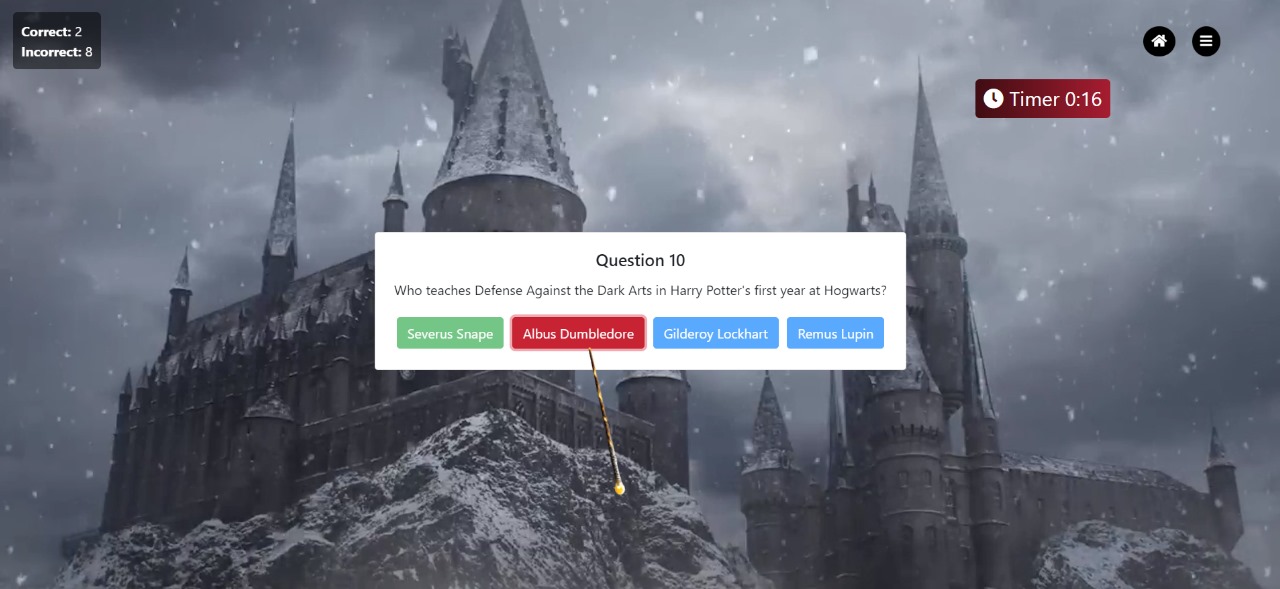 Correct: 2
Incorrect: 8
Timer 0:16
Question 10
Who teaches Defense Against the Dark Arts in Harry Potter's first year at Hogwarts?
Severus Snape Albus Dumbledore Gilderoy Lockhart Remus Lupin